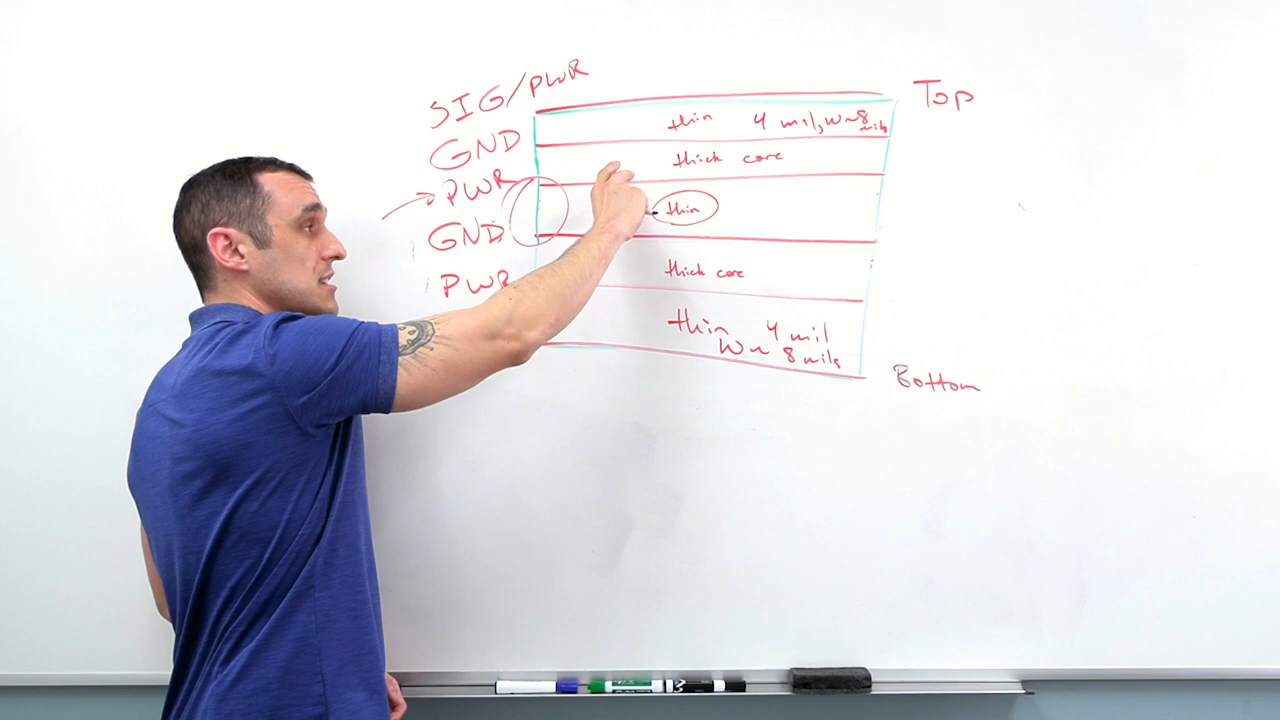 SIG/PWR
Top
GND
thin 4 mil, W~8 mils
thick core
PWR
thin
GND
thick core
PWR
thin 4 mil
W~ 8 mils
Bottom